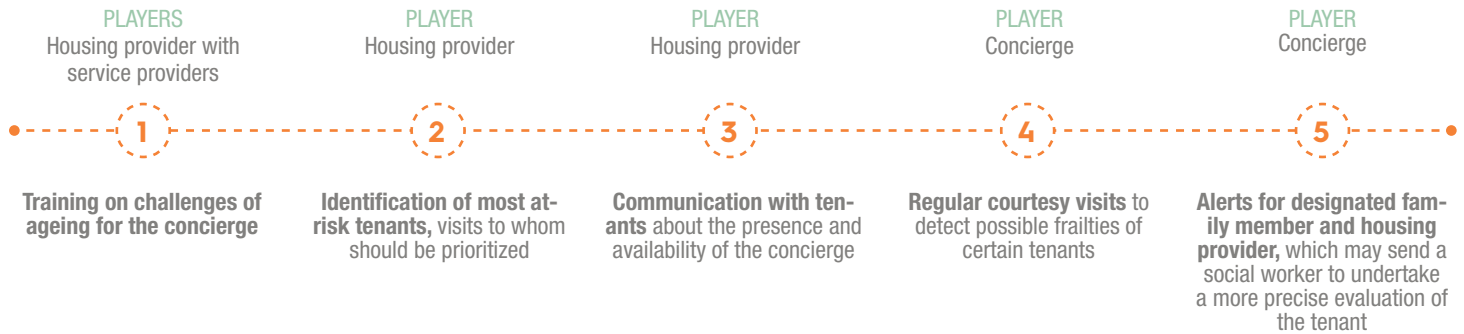 PLAYERS
Housing provider with
service providers
1
Training on challenges of
ageing for the concierge
PLAYER
Housing provider
2
Identification of most at-
risk tenants, visits to whom
should be prioritized
PLAYER
Housing provider
3
Communication with ten-
ants about the presence and
availability of the concierge
PLAYER
Concierge
4
Regular courtesy visits to
detect possible frailties of
certain tenants
PLAYER
Concierge
5
Alerts for designated fam-
ily member and housing
provider, which may send a
social worker to undertake
a more precise evaluation of
the tenant